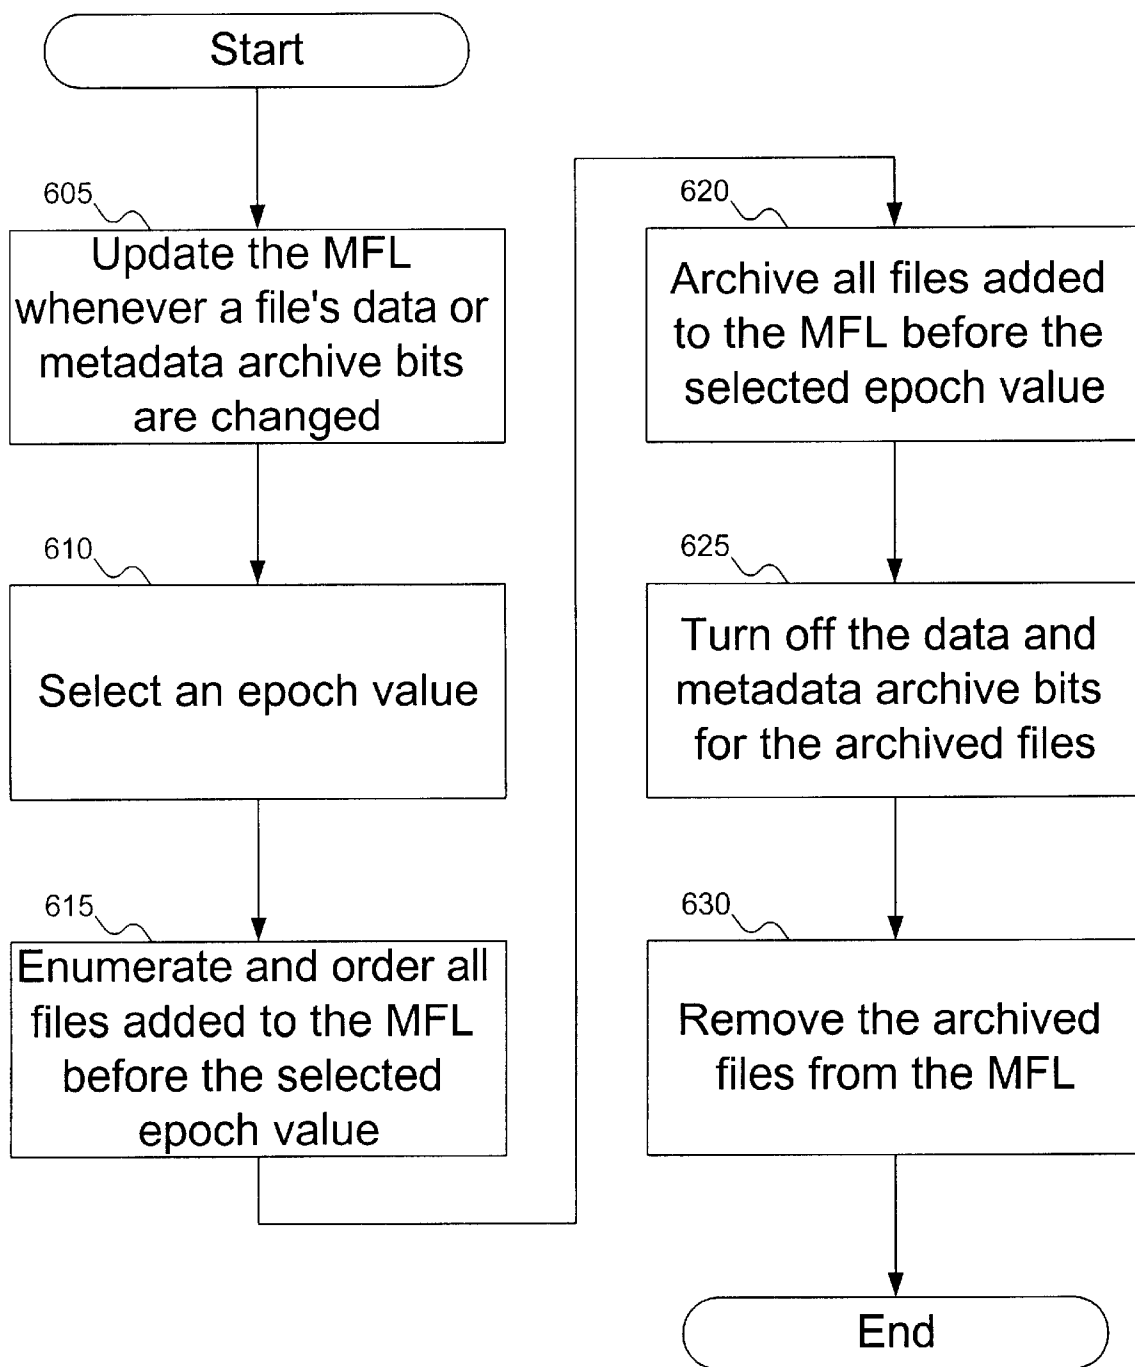 Start
605
Update the MFL
whenever a file's data or
metadata archive bits
are changed
610
Select an epoch value
615
Enumerate and order all
files added to the MFL
before the selected
epoch value
620
Archive all files added
to the MFL before the
selected epoch value
625
Turn off the data and
metadata archive bits
for the archived files
630
Remove the archived
files from the MFL
End